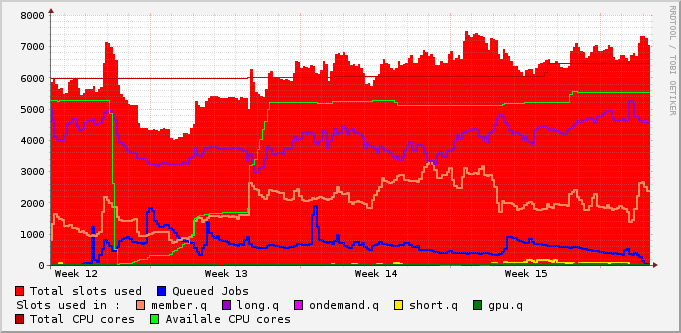 8000
7000
6000
5000
4000
3000
2000
1000
0
Week 12 Week 13 Week 14 Week 15
RRDTOOL / TOBI OETIKER
Total slots used Queued Jobs
Slots used in : member.q long.q ondemand.q short.q gpu.q
Total CPU cores Availale CPU cores